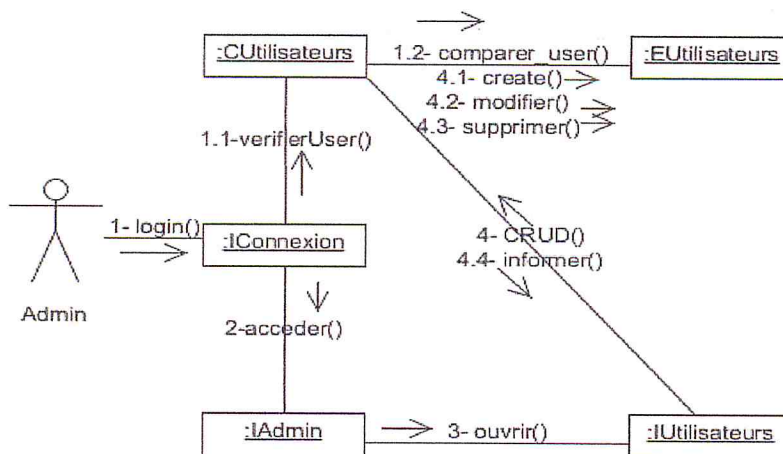 :CUtilisateurs
1.2- comparer_user()
:EUtilisateurs
4.1- create()
4.2- modifier()
4.3- supprimer()
1.1-verifierUser()
1- login()
:IConnexion
4- CRUD()
4.4- informer()
Admin
2-acceder()
:IAdmin
3- ouvrir()
:IUtilisateurs